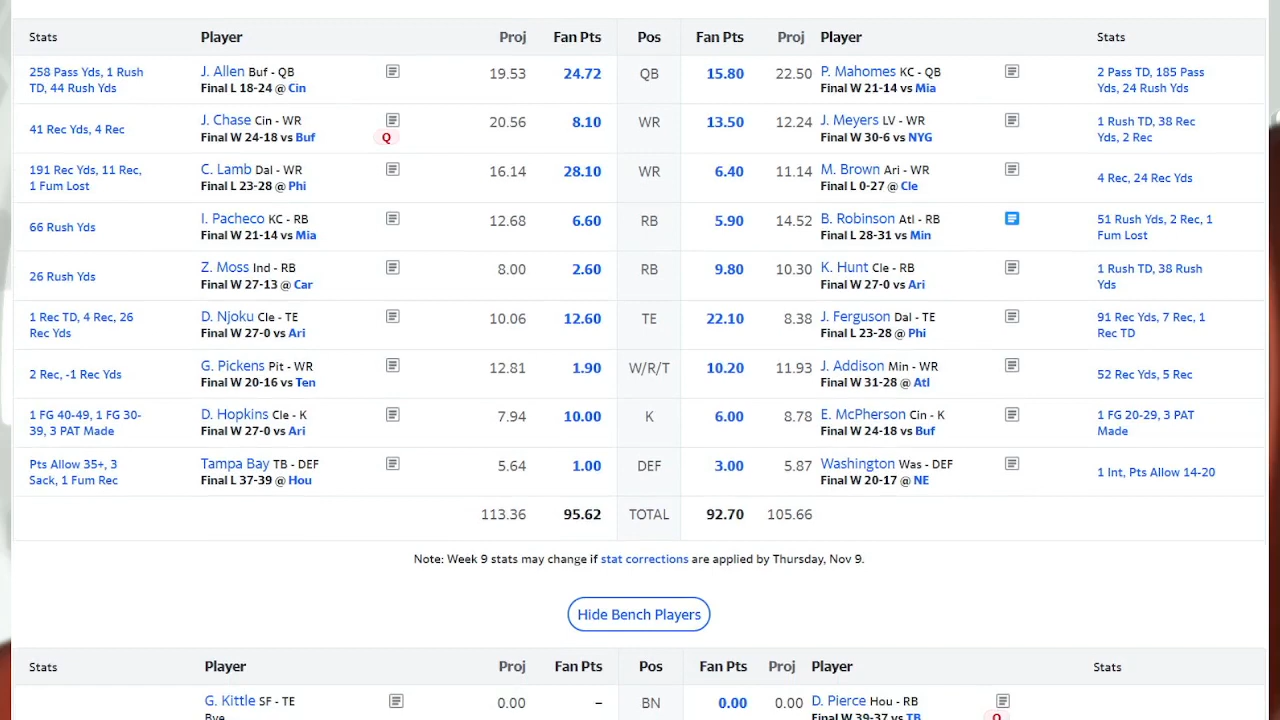 Stats Player Proj Fan Pts Pos Fan Pts Proj Player Stats
258 Pass Yds, 1 Rush TD, 44 Rush Yds J. Allen Buf - QB Final L 18-24 @ Cin 19.53 24.72 QB 15.80 22.50 P. Mahomes KC - QB Final W 21-14 vs Mia 2 Pass TD, 185 Pass Yds, 24 Rush Yds
41 Rec Yds, 4 Rec J. Chase Cin - WR Final W 24-18 vs Buf Q 20.56 8.10 WR 13.50 12.24 J. Meyers LV - WR Final W 30-6 vs NYG 1 Rush TD, 38 Rec Yds, 2 Rec
191 Rec Yds, 11 Rec, 1 Fum Lost C. Lamb Dal - WR Final L 23-28 @ Phi 16.14 28.10 WR 6.40 11.14 M. Brown Ari - WR Final L 0-27 @ Cle 4 Rec, 24 Rec Yds
66 Rush Yds I. Pacheco KC - RB Final W 21-14 vs Mia 12.68 6.60 RB 5.90 14.52 B. Robinson Atl - RB Final L 28-31 vs Min 51 Rush Yds, 2 Rec, 1 Fum Lost
26 Rush Yds Z. Moss Ind - RB Final W 27-13 @ Car 8.00 2.60 RB 9.80 10.30 K. Hunt Cle - RB Final W 27-0 vs Ari 1 Rush TD, 38 Rush Yds
1 Rec TD, 4 Rec, 26 Rec Yds D. Njoku Cle - TE Final W 27-0 vs Ari 10.06 12.60 TE 22.10 8.38 J. Ferguson Dal - TE Final L 23-28 @ Phi 91 Rec Yds, 7 Rec, 1 Rec TD
2 Rec, -1 Rec Yds G. Pickens Pit - WR Final W 20-16 vs Ten 12.81 1.90 W/R/T 10.20 11.93 J. Addison Min - WR Final W 31-28 @ Atl 52 Rec Yds, 5 Rec
1 FG 40-49, 1 FG 30-39, 3 PAT Made D. Hopkins Cle - K Final W 27-0 vs Ari 7.94 10.00 K 6.00 8.78 E. McPherson Cin - K Final W 24-18 vs Buf 1 FG 20-29, 3 PAT Made
Pts Allow 35+, 3 Sack, 1 Fum Rec Tampa Bay TB - DEF Final L 37-39 @ Hou 5.64 1.00 DEF 3.00 5.87 Washington Was - DEF Final W 20-17 @ NE 1 Int, Pts Allow 14-20
113.36 95.62 TOTAL 92.70 105.66
Note: Week 9 stats may change if stat corrections are applied by Thursday, Nov 9.
Hide Bench Players
Stats Player Proj Fan Pts Pos Fan Pts Proj Player Stats
G. Kittle SF - TE Bye 0.00 – BN 0.00 0.00 D. Pierce Hou - RB Final W 39-37 vs TB Q